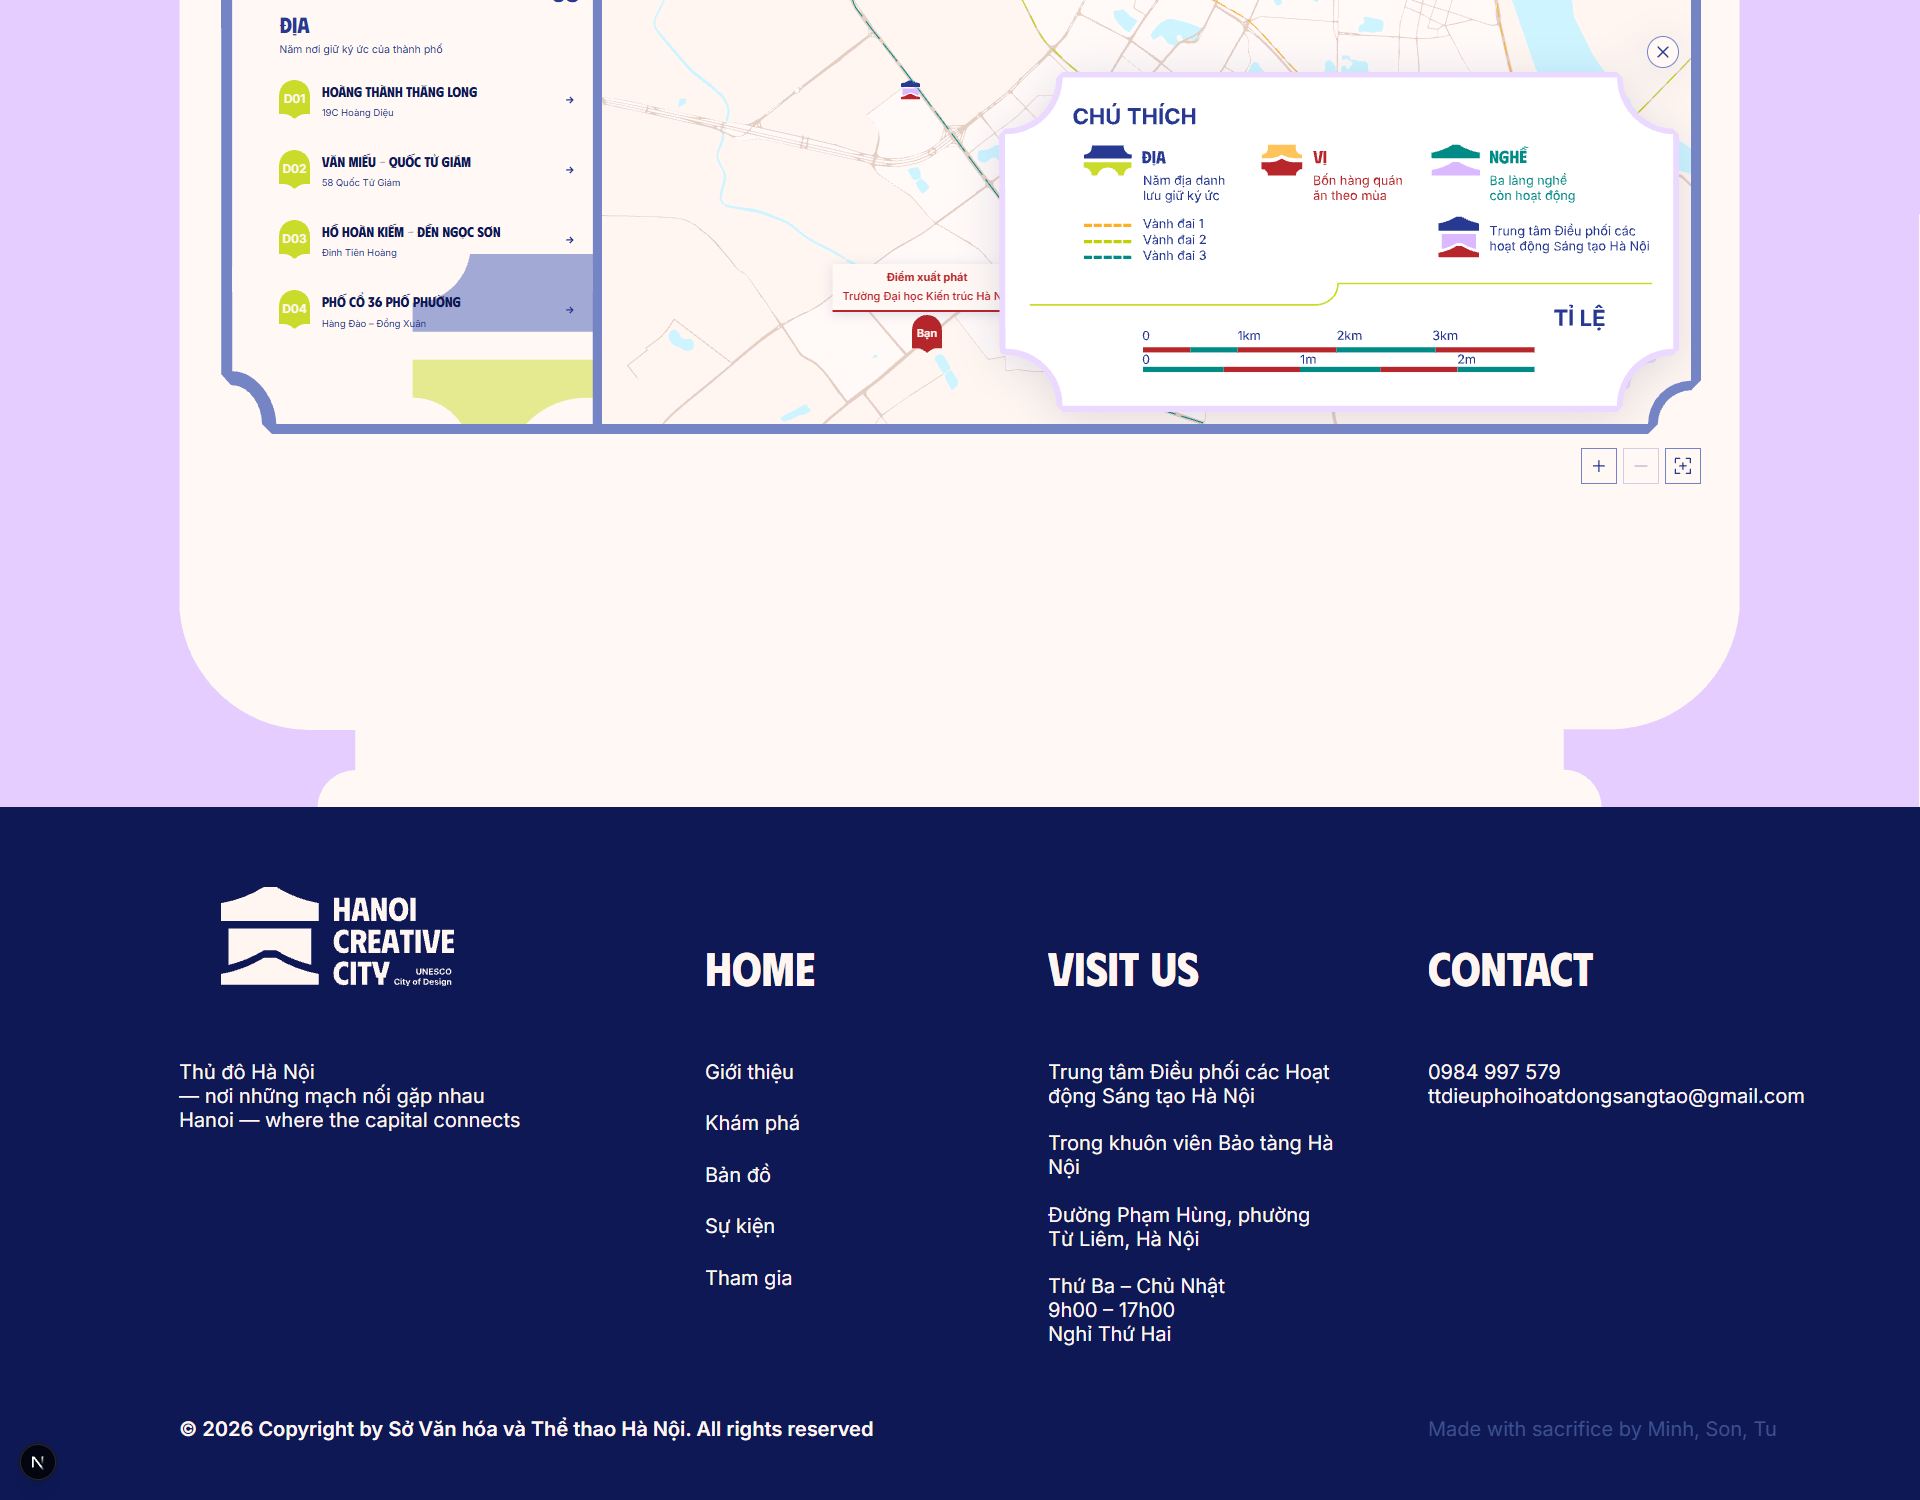 ĐỊA
Năm nơi giữ ký ức của thành phố
D01
HOÀNG THÀNH THĂNG LONG
19C Hoàng Diệu
D02
VĂN MIẾU – QUỐC TỬ GIÁM
58 Quốc Tử Giám
D03
HỒ HOÀN KIẾM – ĐỀN NGỌC SƠN
Đinh Tiên Hoàng
D04
PHỐ CỔ 36 PHỐ PHƯỜNG
Hàng Đào – Đồng Xuân
Điểm xuất phát
Trường Đại học Kiến trúc Hà N
Bạn
CHÚ THÍCH
ĐỊA
Năm địa danh
lưu giữ ký ức
VỊ
Bốn hàng quán
ăn theo mùa
NGHỀ
Ba làng nghề
còn hoạt động
Vành đai 1
Vành đai 2
Vành đai 3
Trung tâm Điều phối các
hoạt động Sáng tạo Hà Nội
TỈ LỆ
0 1km 2km 3km
0 1m 2m
HANOI
CREATIVE
CITY
UNESCO
City of Design
Thủ đô Hà Nội
— nơi những mạch nối gặp nhau
Hanoi — where the capital connects
HOME
Giới thiệu
Khám phá
Bản đồ
Sự kiện
Tham gia
VISIT US
Trung tâm Điều phối các Hoạt
động Sáng tạo Hà Nội
Trong khuôn viên Bảo tàng Hà
Nội
Đường Phạm Hùng, phường
Từ Liêm, Hà Nội
Thứ Ba – Chủ Nhật
9h00 – 17h00
Nghỉ Thứ Hai
CONTACT
0984 997 579
ttdieuphoihoatdongsangtao@gmail.com
© 2026 Copyright by Sở Văn hóa và Thể thao Hà Nội. All rights reserved
Made with sacrifice by Minh, Son, Tu
N